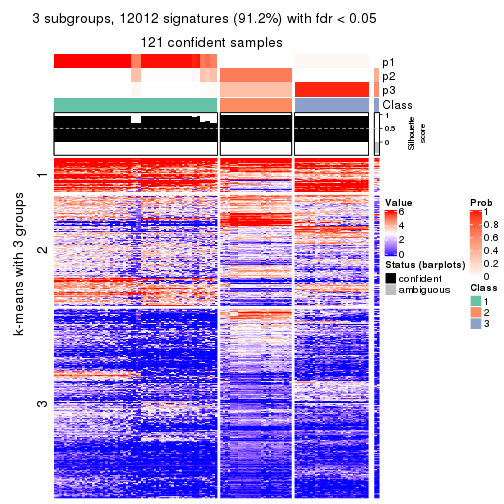 3 subgroups, 12012 signatures (91.2%) with fdr < 0.05
121 confident samples
p1
p2
p3
Class
1
0.5
0
Silhouette
score
k-means with 3 groups
1
2
3
Value
6
4
2
0
Status (barplots)
confident
ambiguous
Prob
1
0.8
0.6
0.4
0.2
0
Class
1
2
3